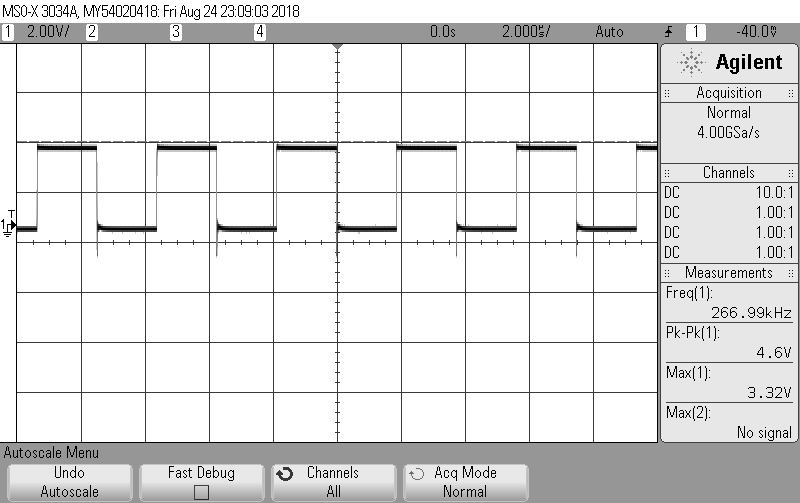 MSO-X 3034A, MY54020418: Fri Aug 24 23:09:03 2018
1 2.00V/ 2 3 4 0.0s 2.000us/ Auto 1 -40.0V
Agilent
Acquisition
Normal
4.00GSa/s
Channels
DC 10.0:1
DC 1.00:1
DC 1.00:1
DC 1.00:1
Measurements
Freq(1):
266.99kHz
Pk-Pk(1):
4.6V
Max(1):
3.32V
Max(2):
No signal
T
1
Autoscale Menu
Undo
Autoscale
Fast Debug
Channels
All
Acq Mode
Normal